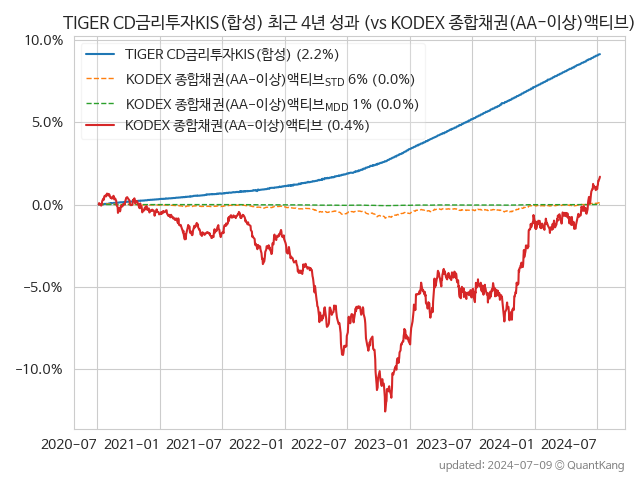 TIGER CD금리투자KIS(합성) 최근 4년 성과 (vs KODEX 종합채권(AA-이상)액티브)
10.0%
5.0%
0.0%
−5.0%
−10.0%
TIGER CD금리투자KIS(합성) (2.2%)
KODEX 종합채권(AA-이상)액티브STD 6% (0.0%)
KODEX 종합채권(AA-이상)액티브MDD 1% (0.0%)
KODEX 종합채권(AA-이상)액티브 (0.4%)
2020-07 2021-01 2021-07 2022-01 2022-07 2023-01 2023-07 2024-01 2024-07
updated: 2024-07-09 © QuantKang